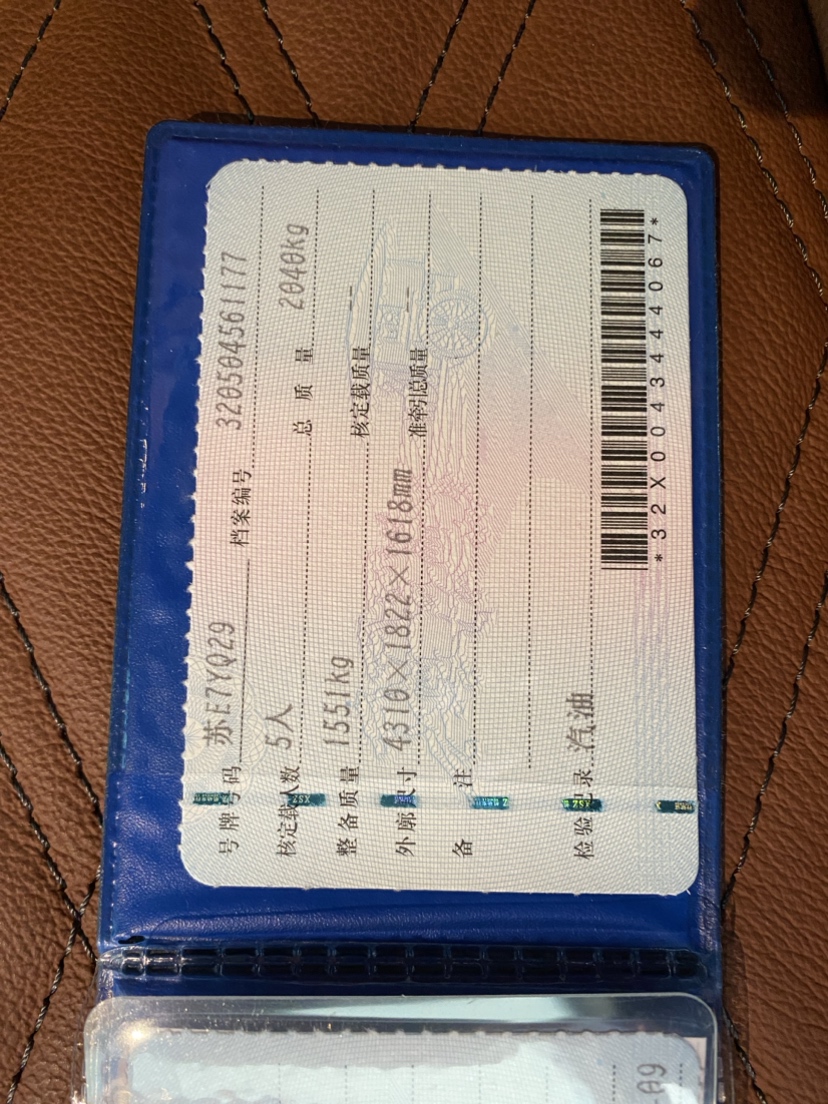 号牌号码 苏E7YQ29 档案编号 320504561177
核定载人数 5人 总质量 2040kg
整备质量 1551kg 核定载质量 --
外廓尺寸 4310×1822×1618mm 准牵引总质量 --
备注
检验记录 汽油
*32X0043444067*